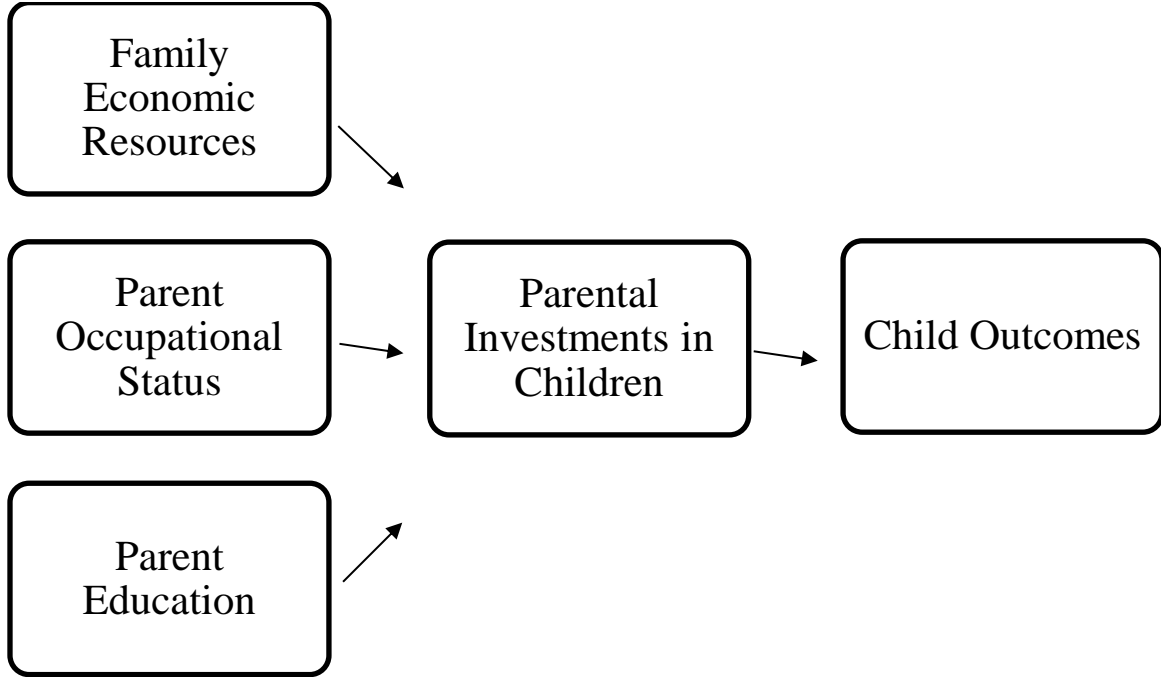 Family
Economic
Resources
Parent
Occupational
Status
Parental
Investments in
Children
Child Outcomes
Parent
Education